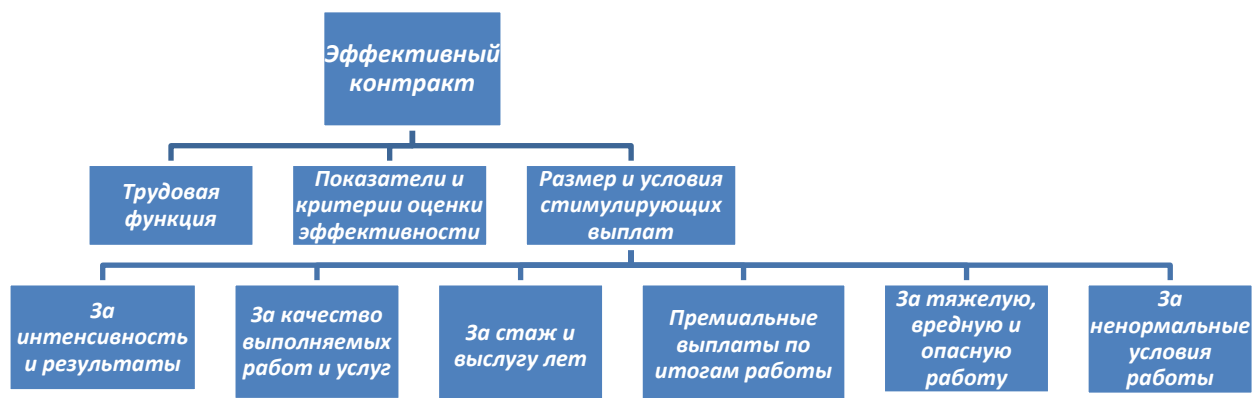 Эффективный
контракт
Трудовая
функция
Показатели и
критерии оценки
эффективности
Размер и условия
стимулирующих
выплат
За
интенсивность
и результаты
За качество
выполняемых
работ и услуг
За стаж и
выслугу лет
Премиальные
выплаты по
итогам работы
За тяжелую,
вредную и
опасную
работу
За
ненормальные
условия
работы